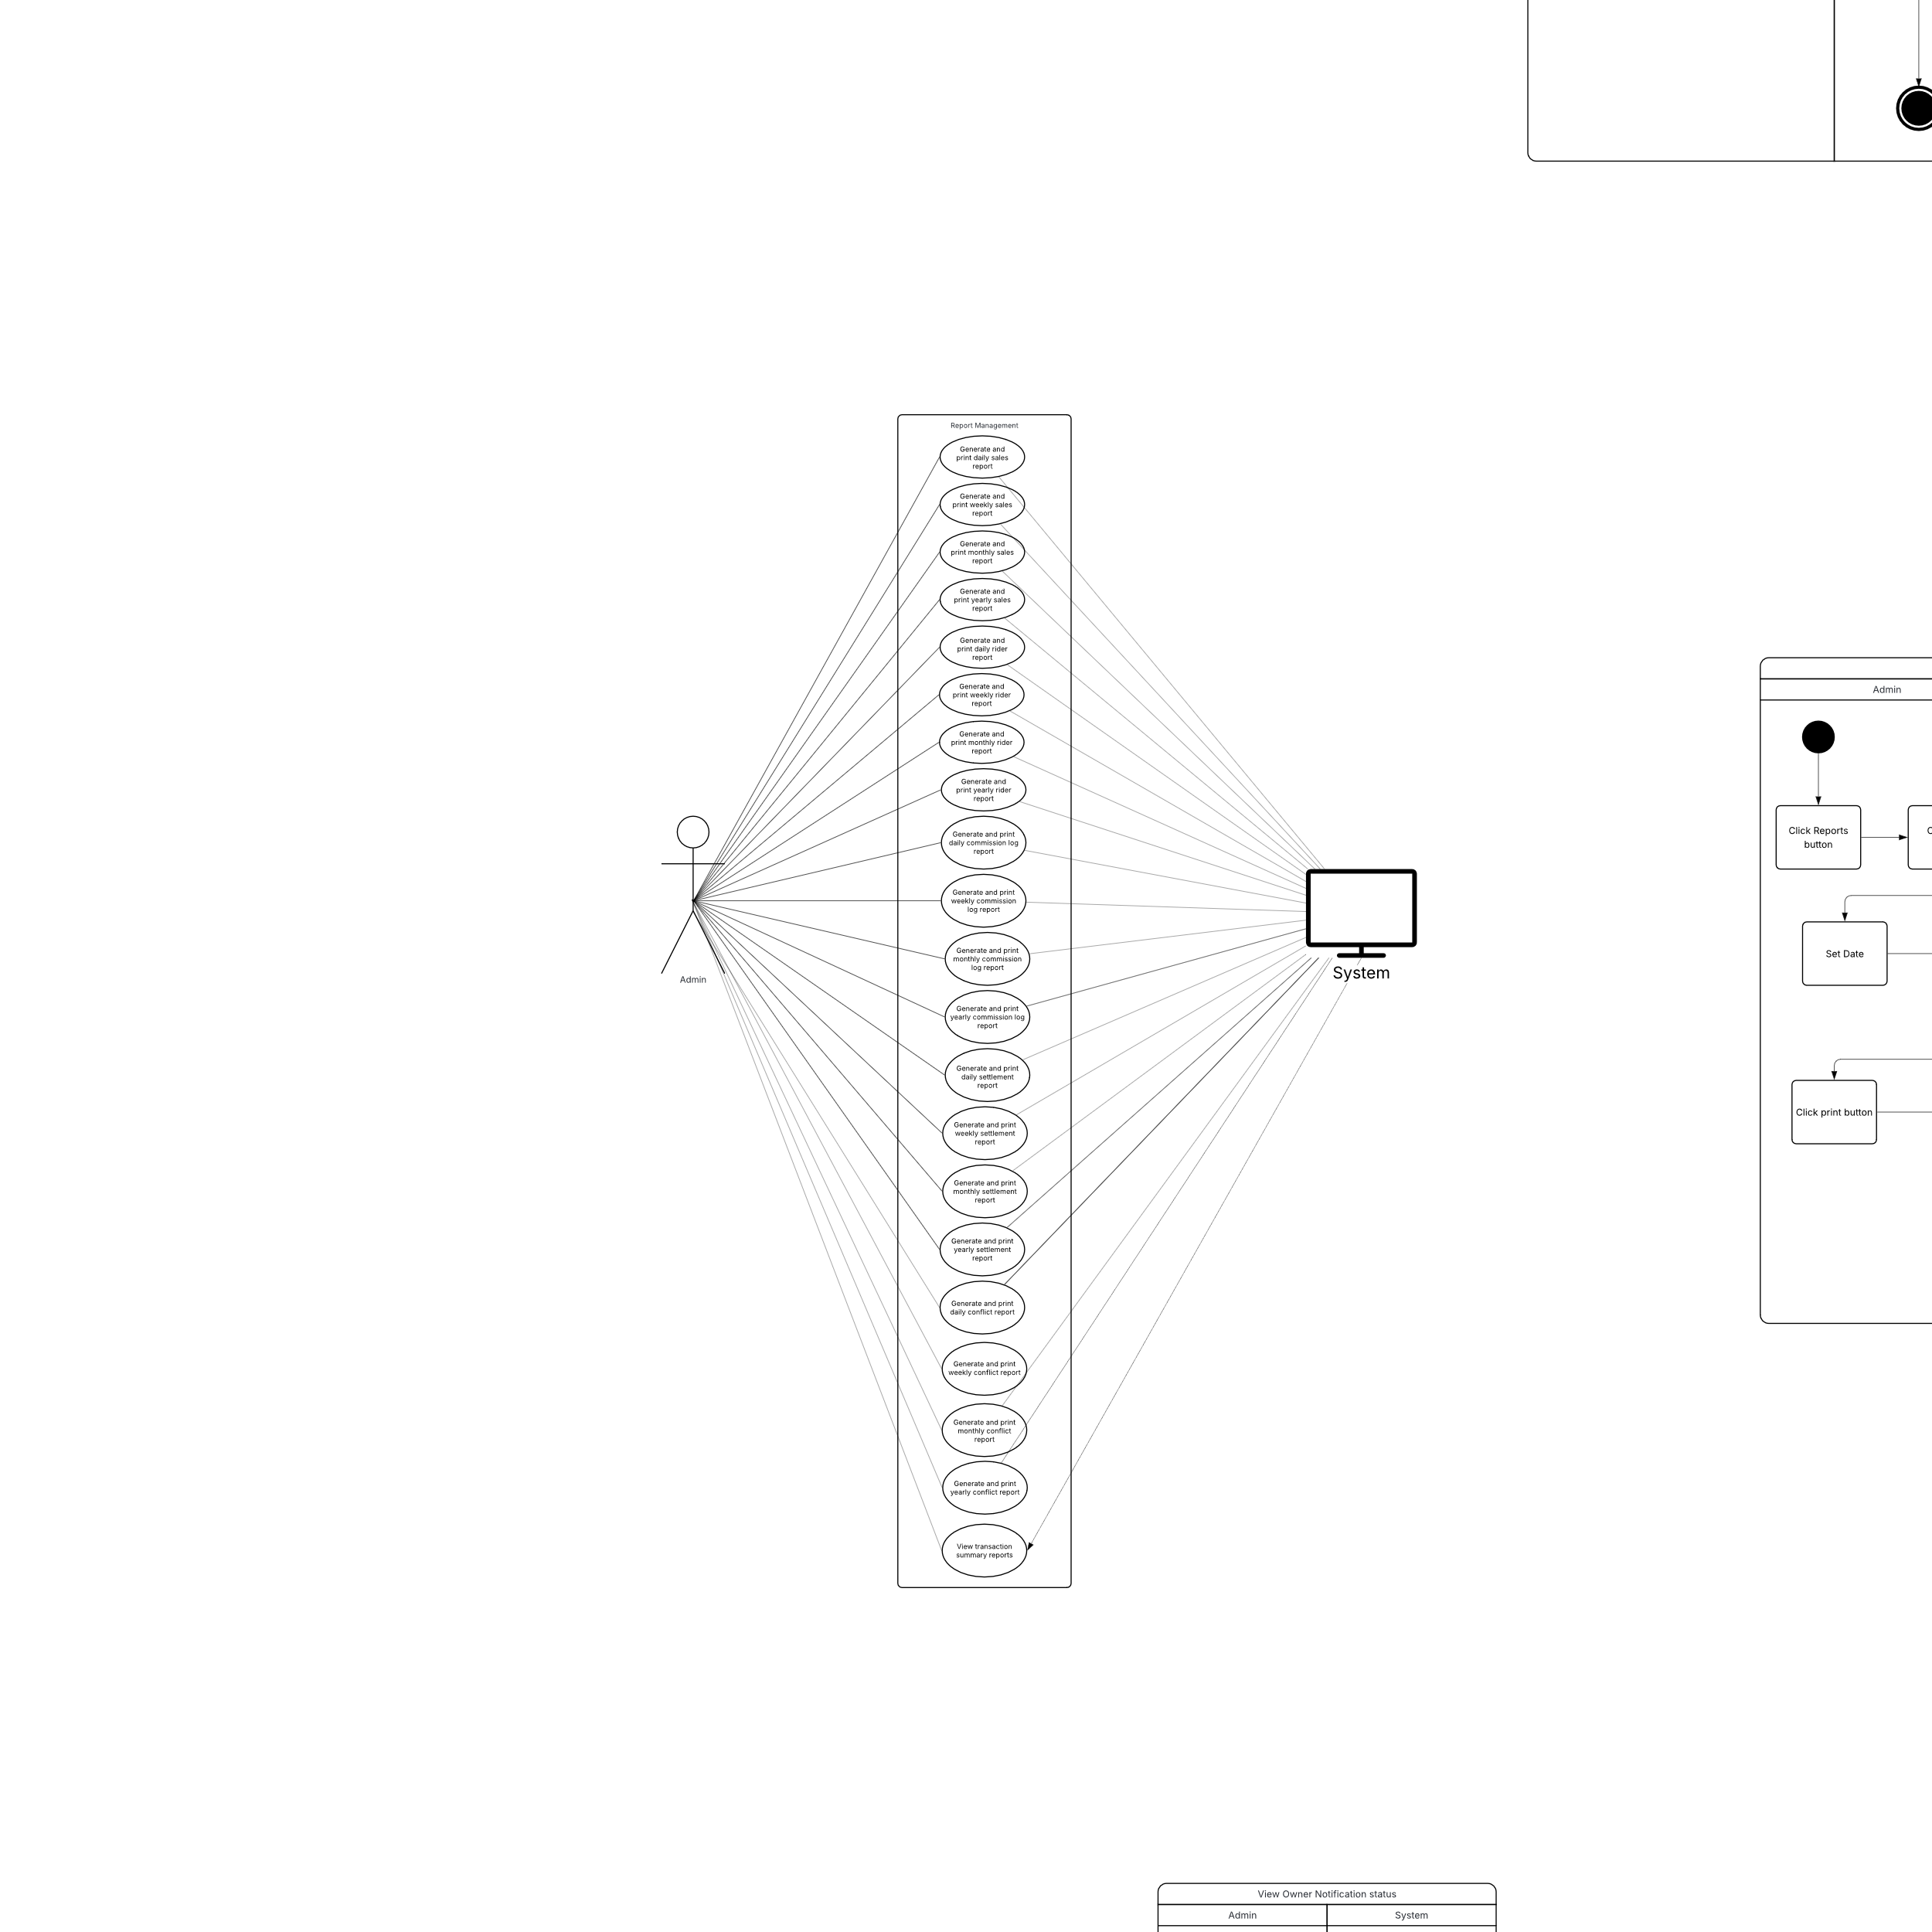 Report Management
Generate and
print daily sales
report
Generate and
print weekly sales
report
Generate and
print monthly sales
report
Generate and
print yearly sales
report
Generate and
print daily rider
report
Generate and
print weekly rider
report
Generate and
print monthly rider
report
Generate and
print yearly rider
report
Generate and print
daily commission log
report
Generate and print
weekly commission
log report
Generate and print
monthly commission
log report
Generate and print
yearly commission log
report
Generate and print
daily settlement
report
Generate and print
weekly settlement
report
Generate and print
monthly settlement
report
Generate and print
yearly settlement
report
Generate and print
daily conflict report
Generate and print
weekly conflict report
Generate and print
monthly conflict
report
Generate and print
yearly conflict report
View transaction
summary reports
Admin
System
Admin
Click Reports
button
Set Date
Click print button
View Owner Notification status
Admin
System